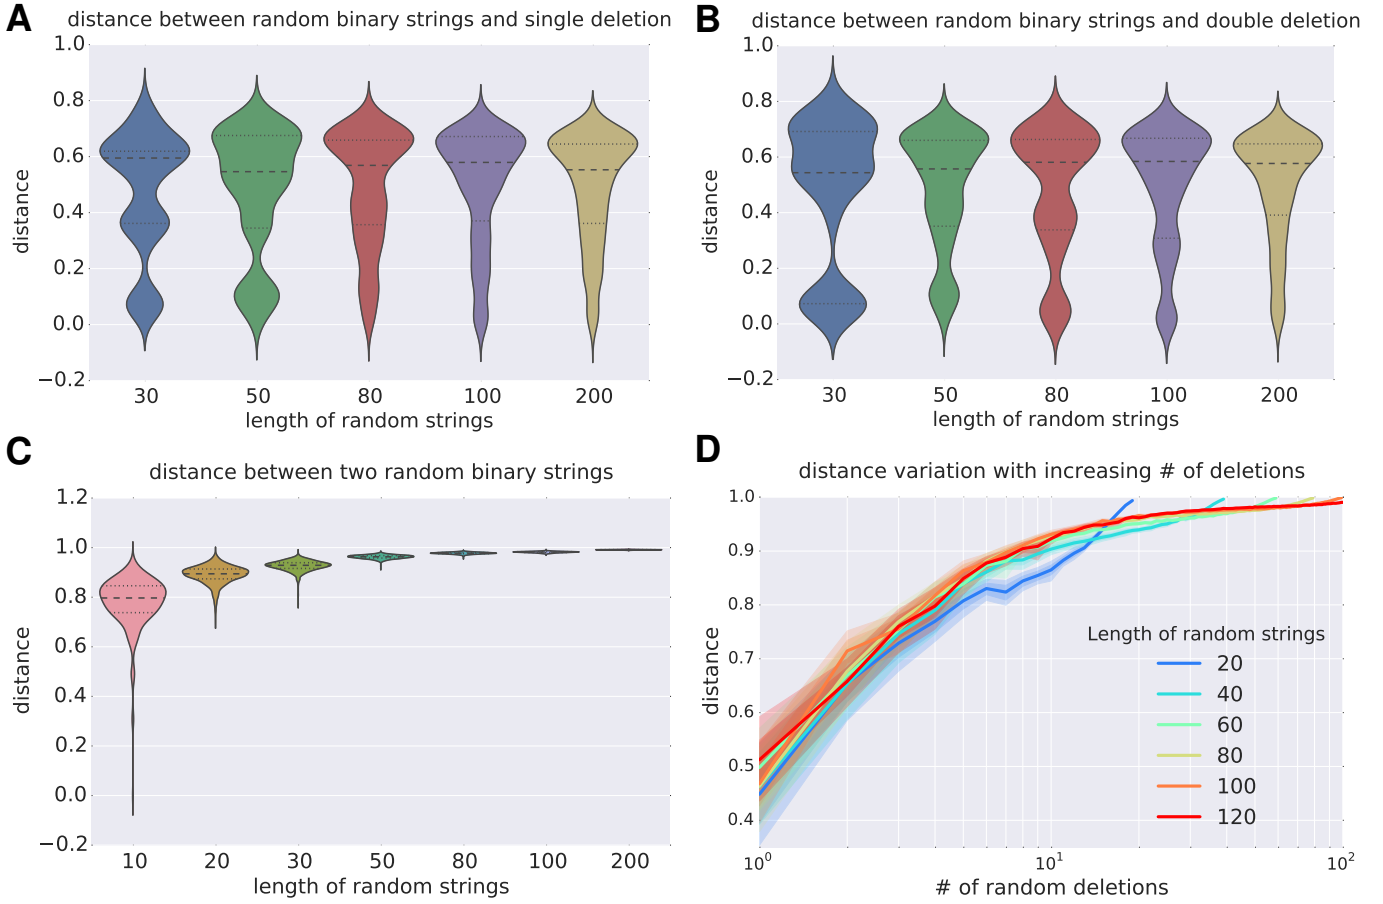 A
distance between random binary strings and single deletion
1.0
0.8
0.6
0.4
0.2
0.0
−0.2
distance
30 50 80 100 200
length of random strings
B
distance between random binary strings and double deletion
1.0
0.8
0.6
0.4
0.2
0.0
−0.2
distance
30 50 80 100 200
length of random strings
C
distance between two random binary strings
1.2
1.0
0.8
0.6
0.4
0.2
0.0
−0.2
distance
10 20 30 50 80 100 200
length of random strings
D
distance variation with increasing # of deletions
1.0
0.9
0.8
0.7
0.6
0.5
0.4
distance
Length of random strings
20
40
60
80
100
120
10⁰ 10¹ 10²
# of random deletions